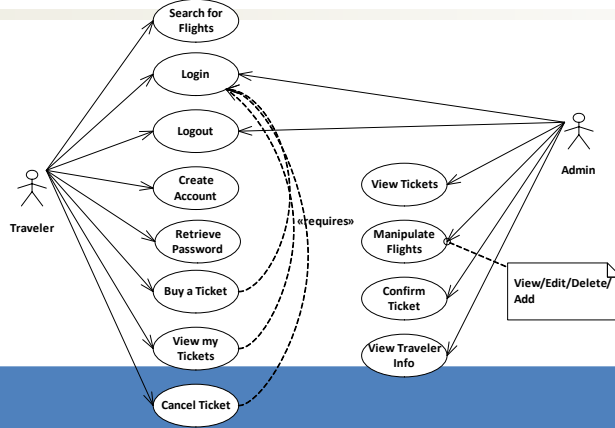 Search for
Flights
Login
Logout
Create
Account
Retrieve
Password
Buy a Ticket
View my
Tickets
Cancel Ticket
Traveler
«requires»
Admin
View Tickets
Manipulate
Flights
Confirm
Ticket
View Traveler
Info
View/Edit/Delete/
Add